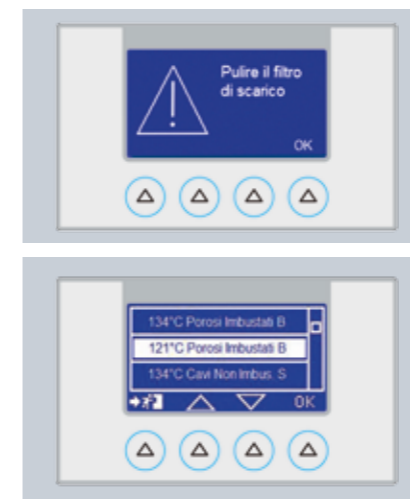 Pulire il filtro
di scarico
OK
134°C Porosi Imbustati B
121°C Porosi Imbustati B
134°C Cavi Non Imbus. S
OK